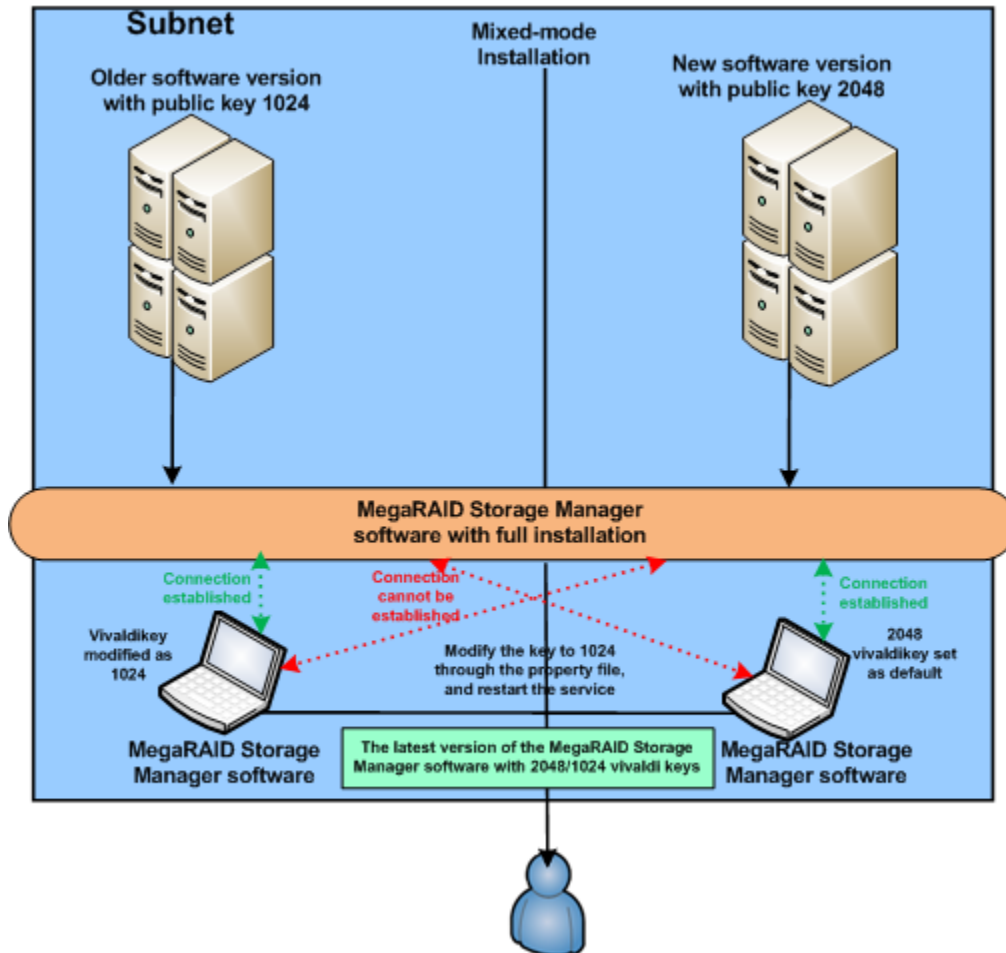 Subnet
Mixed-mode
Installation
Older software version
with public key 1024
New software version
with public key 2048
MegaRAID Storage Manager
software with full installation
Connection
established
Connection
cannot be
established
Connection
established
Vivaldikey
modified as
1024
Modify the key to 1024
through the property file,
and restart the service
2048
vivaldikey set
as default
MegaRAID Storage
Manager software
The latest version of the MegaRAID Storage
Manager software with 2048/1024 vivaldi keys
MegaRAID Storage
Manager software